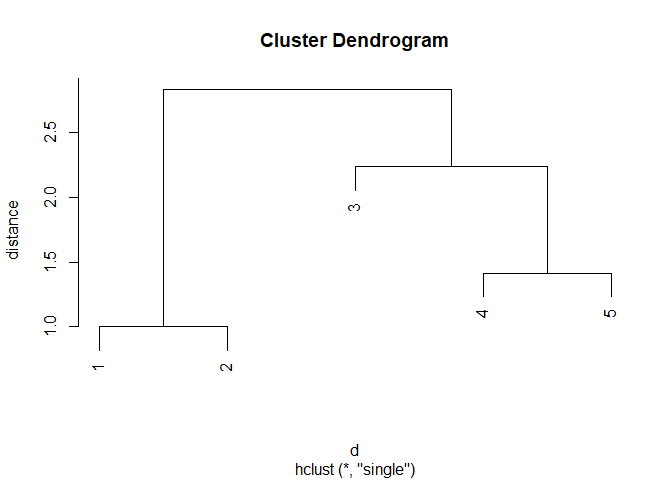 Cluster Dendrogram
distance
1.0
1.5
2.0
2.5
1
2
3
4
5
d
hclust (*, "single")